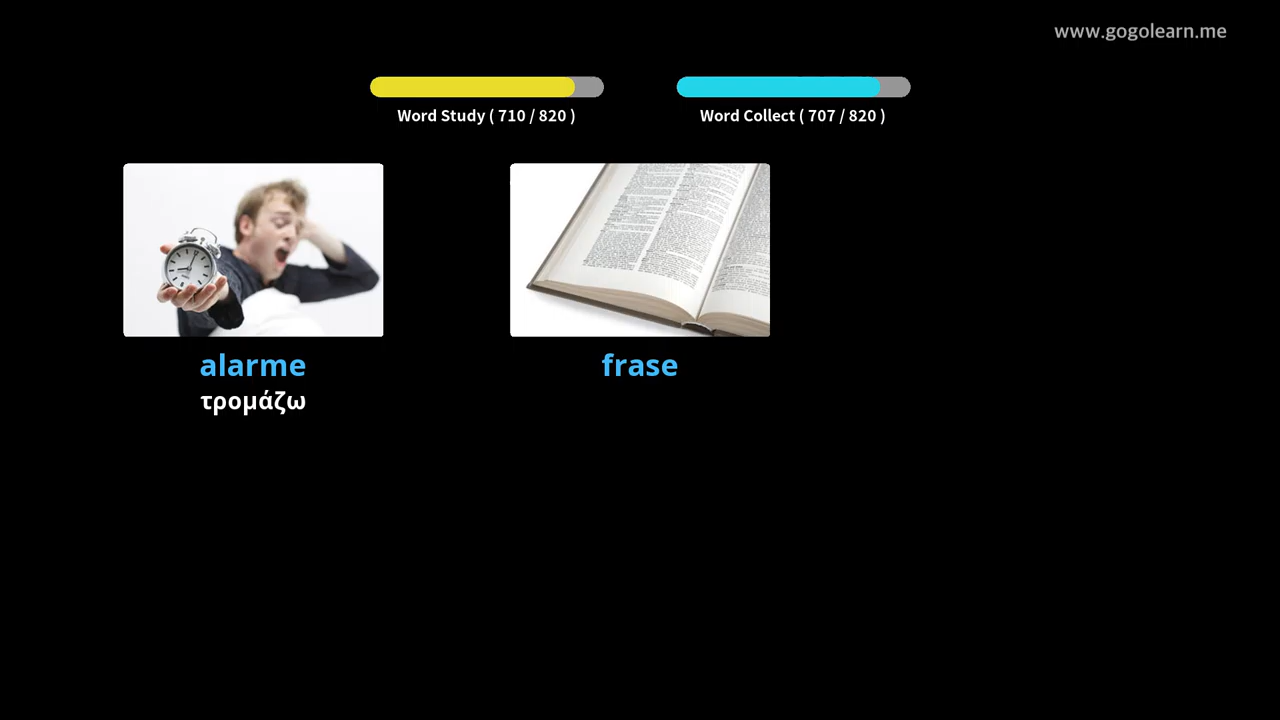 www.gogolearn.me
Word Study ( 710 / 820 )
Word Collect ( 707 / 820 )
alarme
τρομάζω
frase